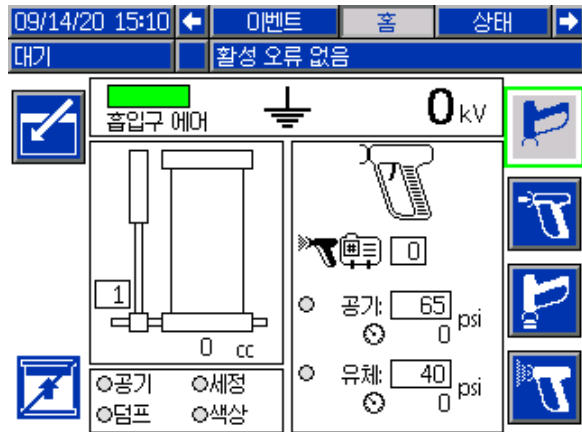 09/14/20 15:10 이벤트 홈 상태
대기 활성 오류 없음
흡입구 에어 0 kV
# 0
1
공기: 65 psi
0
0 cc
유체: 40 psi
0
공기 세정
덤프 색상